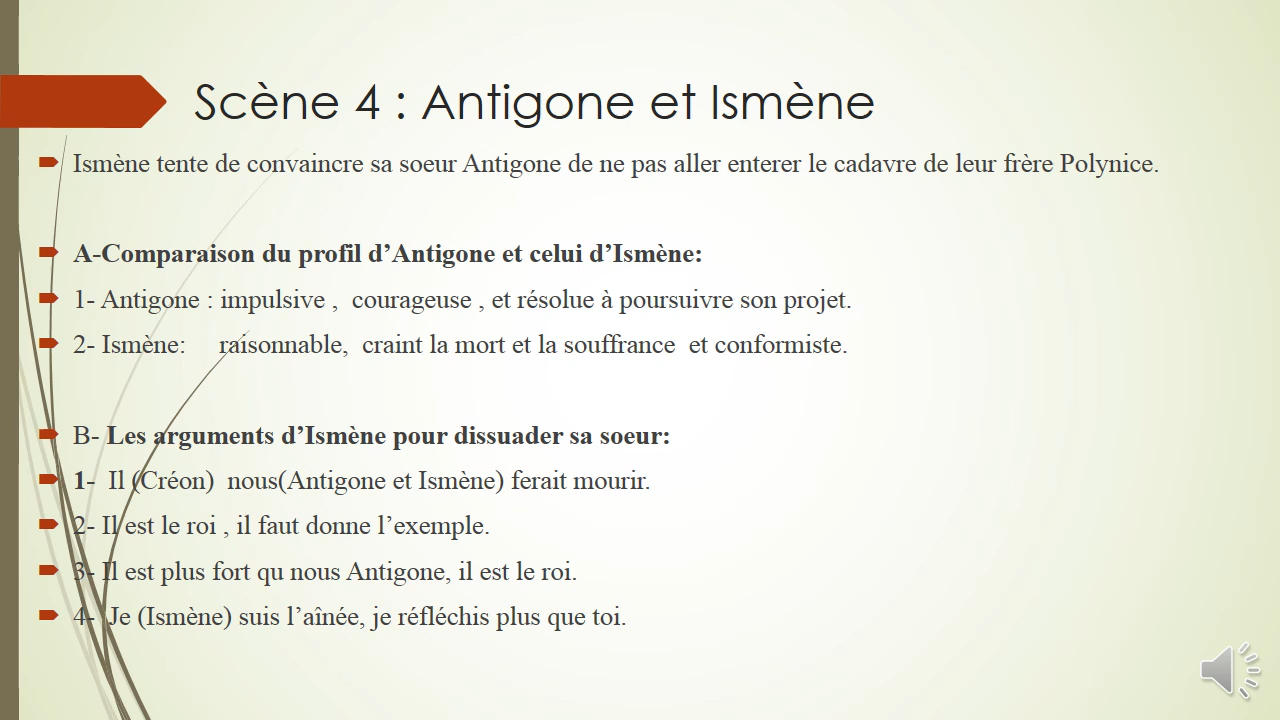 Scène 4 : Antigone et Ismène
Ismène tente de convaincre sa soeur Antigone de ne pas aller enterer le cadavre de leur frère Polynice.
A-Comparaison du profil d’Antigone et celui d’Ismène:
1- Antigone : impulsive , courageuse , et résolue à poursuivre son projet.
2- Ismène: raisonnable, craint la mort et la souffrance et conformiste.
B- Les arguments d’Ismène pour dissuader sa soeur:
1- Il (Créon) nous(Antigone et Ismène) ferait mourir.
2- Il est le roi , il faut donne l’exemple.
3- Il est plus fort qu nous Antigone, il est le roi.
4- Je (Ismène) suis l’aînée, je réfléchis plus que toi.